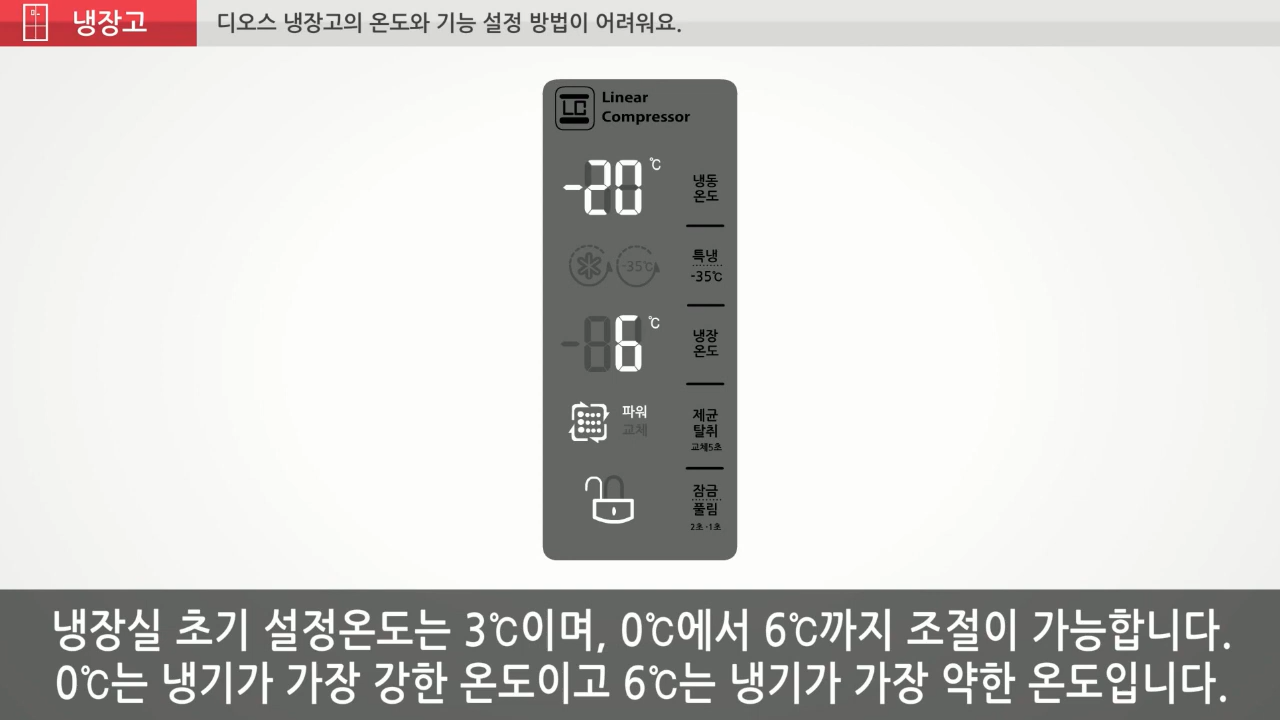 냉장고
디오스 냉장고의 온도와 기능 설정 방법이 어려워요.
LC
Linear
Compressor
-20 ℃
냉동
온도
-35℃
특냉
-35℃
6 ℃
냉장
온도
파워
교체
제균
탈취
교체5초
잠금
풀림
2초·1초
냉장실 초기 설정온도는 3℃이며, 0℃에서 6℃까지 조절이 가능합니다.
0℃는 냉기가 가장 강한 온도이고 6℃는 냉기가 가장 약한 온도입니다.